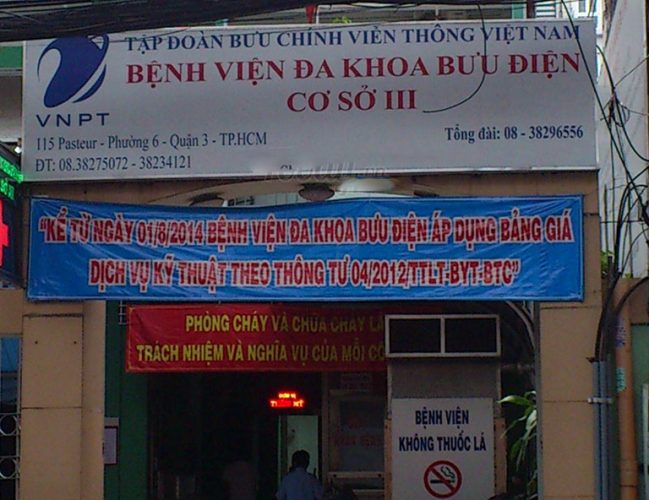 TẬP ĐOÀN BƯU CHÍNH VIỄN THÔNG VIỆT NAM
BỆNH VIỆN ĐA KHOA BƯU ĐIỆN
CƠ SỞ III
VNPT
115 Pasteur - Phường 6 - Quận 3 - TP.HCM
Tổng đài: 08 - 38296556
ĐT: 08.38275072 - 38234121
"KỂ TỪ NGÀY 01/8/2014 BỆNH VIỆN ĐA KHOA BƯU ĐIỆN ÁP DỤNG BẢNG GIÁ
DỊCH VỤ KỸ THUẬT THEO THÔNG TƯ 04/2012/TTLT-BYT-BTC"
PHÒNG CHÁY VÀ CHỮA CHÁY LÀ
TRÁCH NHIỆM VÀ NGHĨA VỤ CỦA MỖI
BỆNH VIỆN
KHÔNG THUỐC LÁ